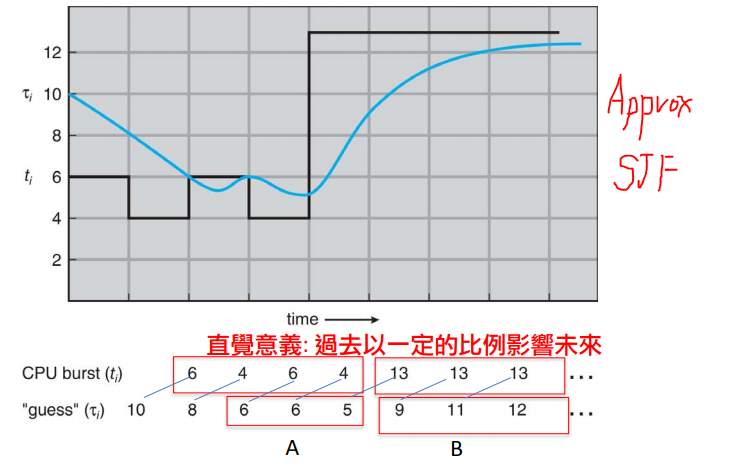 12
τi 10
8
ti 6
4
2
Approx
SJF
time
直覺意義: 過去以一定的比例影響未來
CPU burst (ti) 6 4 6 4 13 13 13 ...
"guess" (τi) 10 8 6 6 5 9 11 12 ...
A B